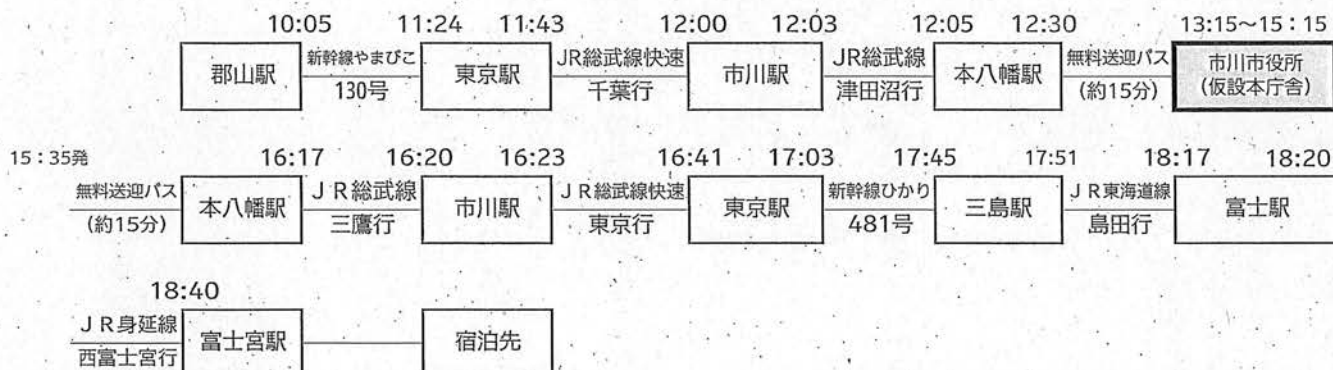 10:05 11:24 11:43 12:00 12:03 12:05 12:30 13:15～15：15
郡山駅 新幹線やまびこ 130号 東京駅 JR総武線快速 千葉行 市川駅 JR総武線 津田沼行 本八幡駅 無料送迎バス (約15分) 市川市役所 (仮設本庁舎)
15：35発 16:17 16:20 16:23 16:41 17:03 17:45 17:51 18:17 18:20
無料送迎バス (約15分) 本八幡駅 ＪＲ総武線 三鷹行 市川駅 ＪＲ総武線快速 東京行 東京駅 新幹線ひかり 481号 三島駅 ＪＲ東海道線 島田行 富士駅
18:40
ＪＲ身延線 西富士宮行 富士宮駅 宿泊先